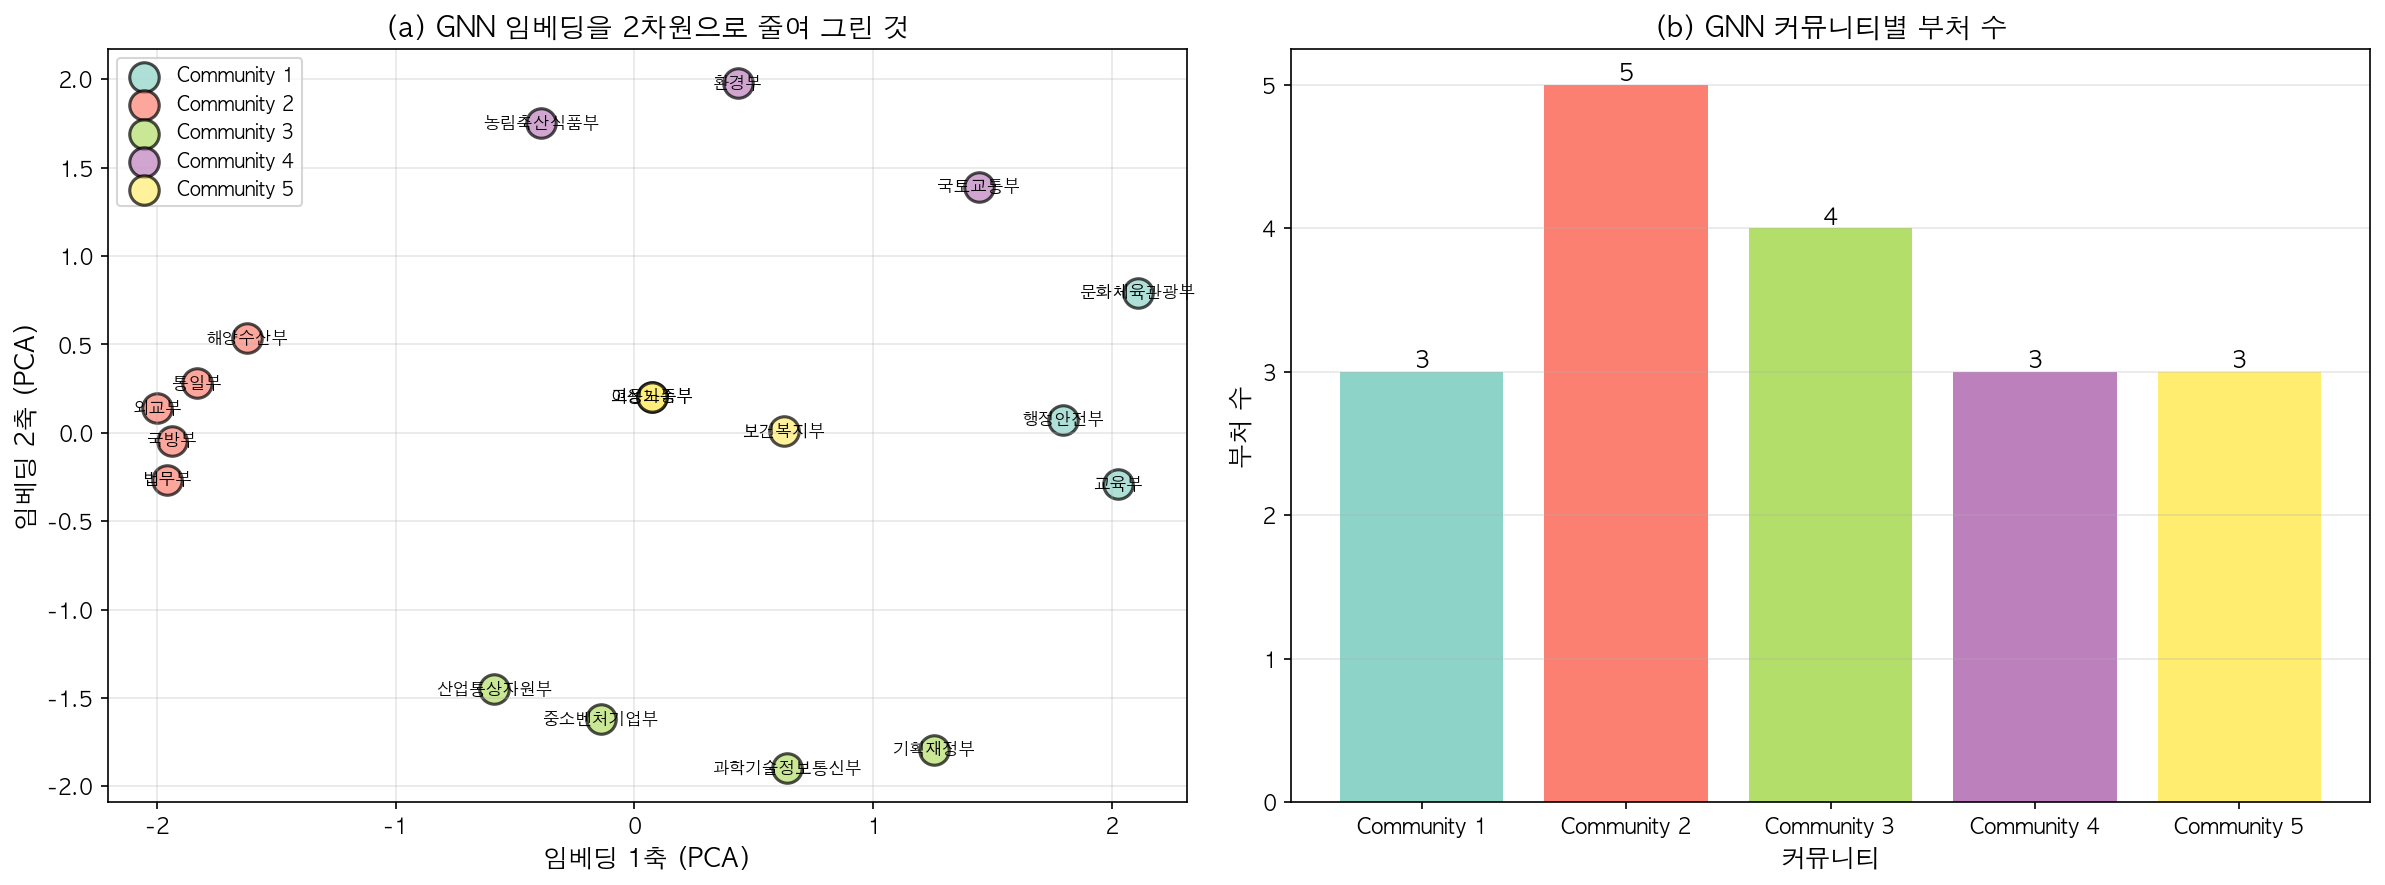 (a) GNN 임베딩을 2차원으로 줄여 그린 것
Community 1
Community 2
Community 3
Community 4
Community 5
환경부
농림축산식품부
국토교통부
문화체육관광부
해양수산부
통일부
외교부
국방부
법무부
보건복지부
행정안전부
교육부
산업통상자원부
중소벤처기업부
과학기술정보통신부
기획재정부
2.0
1.5
1.0
0.5
0.0
-0.5
-1.0
-1.5
-2.0
-2
-1
0
1
2
임베딩 2축 (PCA)
임베딩 1축 (PCA)
(b) GNN 커뮤니티별 부처 수
5
4
3
2
1
0
3
5
4
3
3
Community 1
Community 2
Community 3
Community 4
Community 5
부처 수
커뮤니티